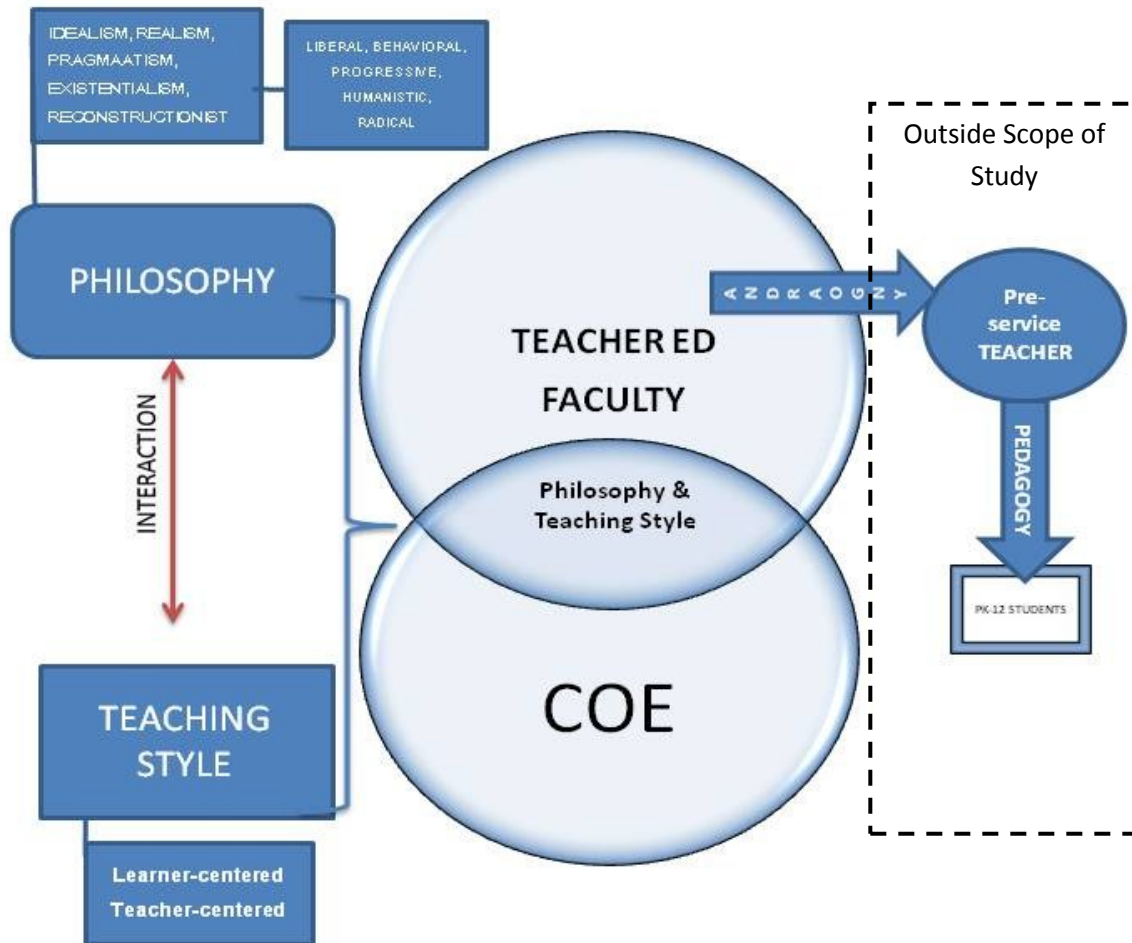 IDEALISM, REALISM,
PRAGMAATISM,
EXISTENTIALISM,
RECONSTRUCTIONIST
LIBERAL, BEHAVIORAL,
PROGRESSIVE,
HUMANISTIC,
RADICAL
Outside Scope of
Study
PHILOSOPHY
ANDRAOGNY
Pre-
service
TEACHER
TEACHER ED
FACULTY
INTERACTION
PEDAGOGY
Philosophy &
Teaching Style
PK-12 STUDENTS
COE
TEACHING
STYLE
Learner-centered
Teacher-centered